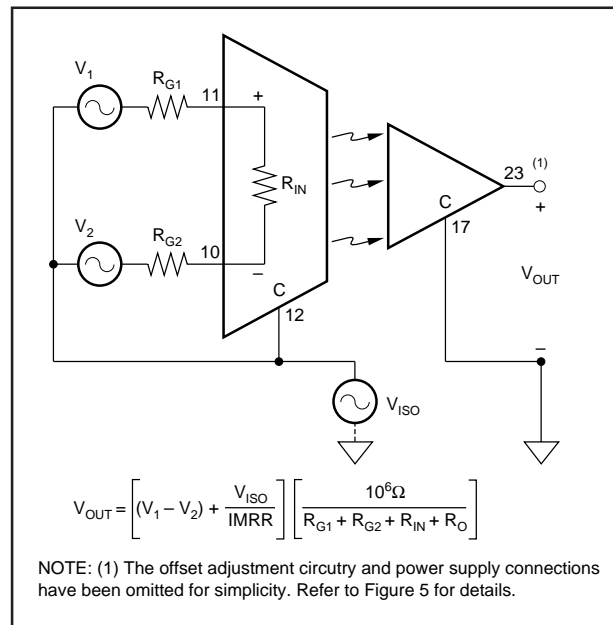 V1
RG1
11
+
RIN
V2
RG2
10
–
C
12
23
(1)
+
C
17
VOUT
–
VISO
VOUT = [(V1 – V2) + VISO/IMRR] [10^6Ω/(RG1 + RG2 + RIN + RO)]
NOTE: (1) The offset adjustment circutry and power supply connections
have been omitted for simplicity. Refer to Figure 5 for details.